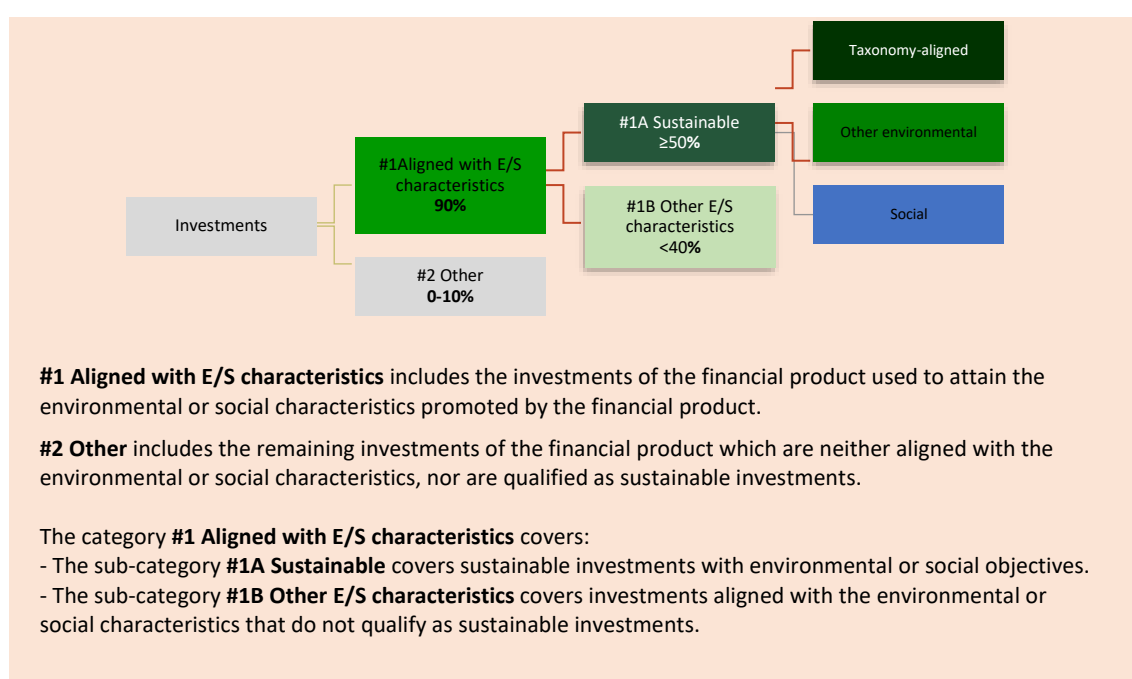 Taxonomy-aligned
#1A Sustainable
≥50%
Other environmental
#1Aligned with E/S
characteristics
90%
#1B Other E/S
characteristics
<40%
Social
Investments
#2 Other
0-10%
#1 Aligned with E/S characteristics includes the investments of the financial product used to attain the
environmental or social characteristics promoted by the financial product.
#2 Other includes the remaining investments of the financial product which are neither aligned with the
environmental or social characteristics, nor are qualified as sustainable investments.
The category #1 Aligned with E/S characteristics covers:
- The sub-category #1A Sustainable covers sustainable investments with environmental or social objectives.
- The sub-category #1B Other E/S characteristics covers investments aligned with the environmental or
social characteristics that do not qualify as sustainable investments.